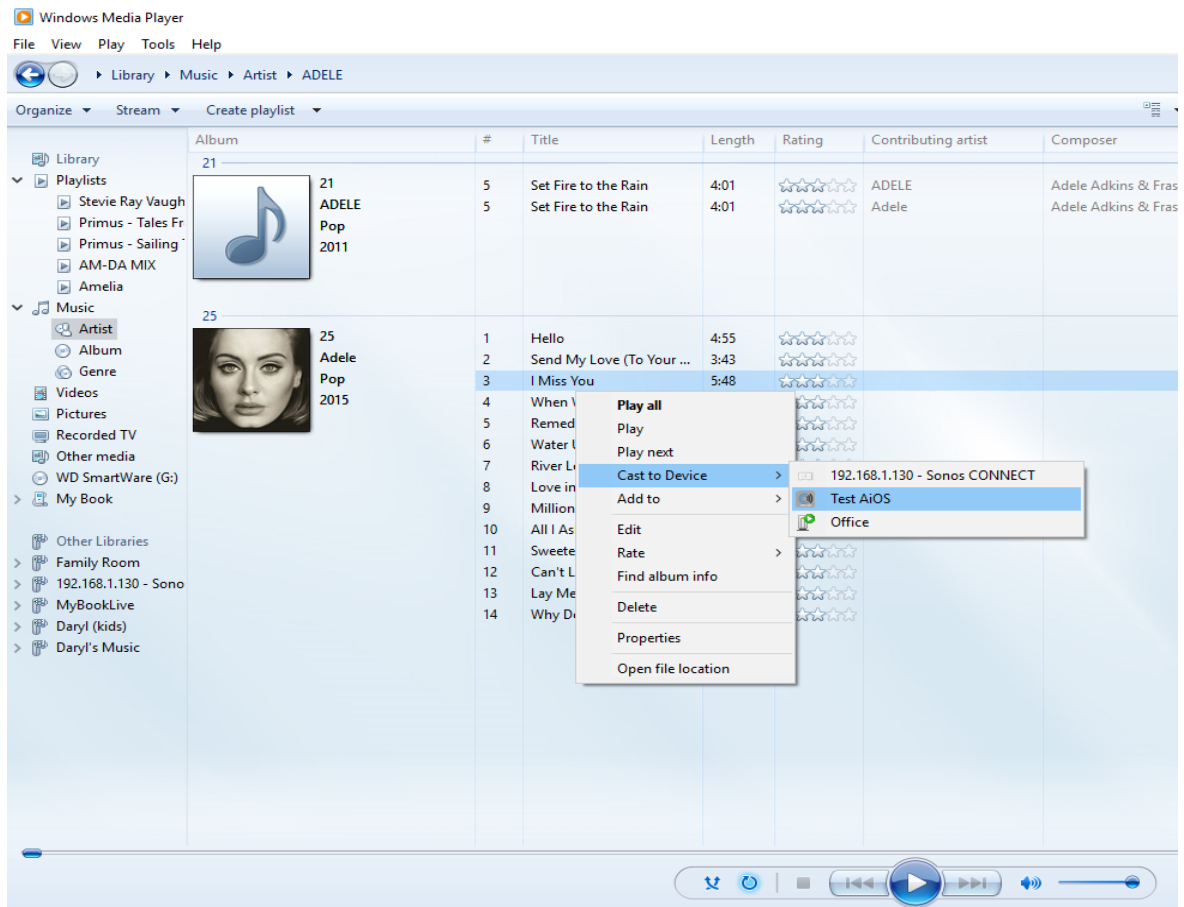 Windows Media Player
File View Play Tools Help
Library Music Artist ADELE
Organize Stream Create playlist
Album # Title Length Rating Contributing artist Composer
Library
Playlists
Stevie Ray Vaugh
Primus - Tales Fr
Primus - Sailing
AM-DA MIX
Amelia
Music
Artist
Album
Genre
Videos
Pictures
Recorded TV
Other media
WD SmartWare (G:)
My Book
Other Libraries
Family Room
192.168.1.130 - Sono
MyBookLive
Daryl (kids)
Daryl's Music
21
21
ADELE
Pop
2011
5 Set Fire to the Rain 4:01 ADELE Adele Adkins & Fras
5 Set Fire to the Rain 4:01 Adele Adele Adkins & Fras
25
25
Adele
Pop
2015
1 Hello 4:55
2 Send My Love (To Your ... 3:43
3 I Miss You 5:48
4 When
5 Remed
6 Water
7 River L
8 Love in
9 Million
10 All I As
11 Sweete
12 Can't L
13 Lay Me
14 Why D
Play all
Play
Play next
Cast to Device
Add to
Edit
Rate
Find album info
Delete
Properties
Open file location
192.168.1.130 - Sonos CONNECT
Test AiOS
Office